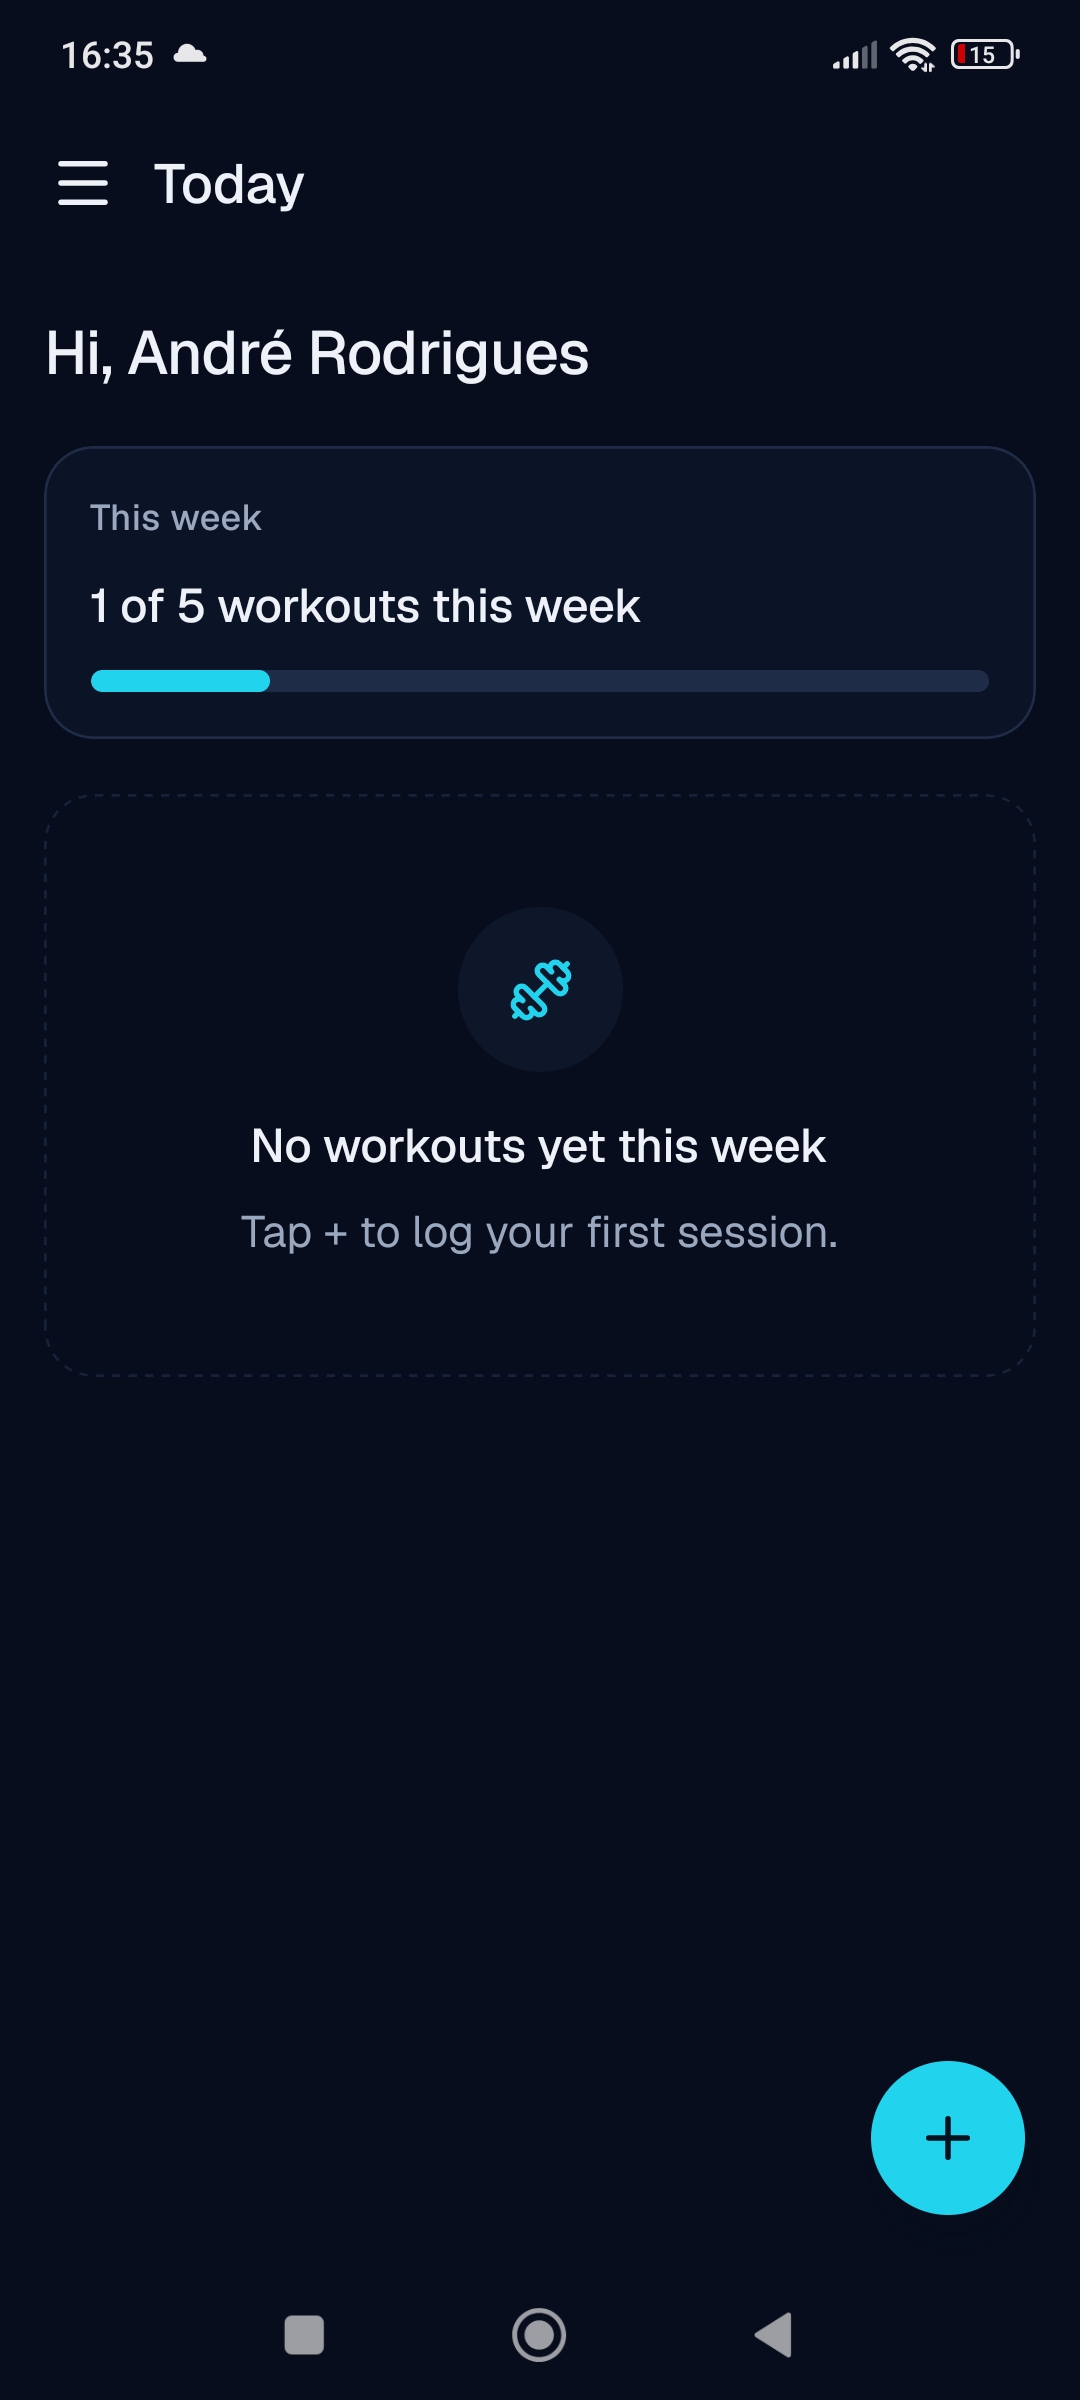 16:35
15
Today
Hi, André Rodrigues
This week
1 of 5 workouts this week
No workouts yet this week
Tap + to log your first session.